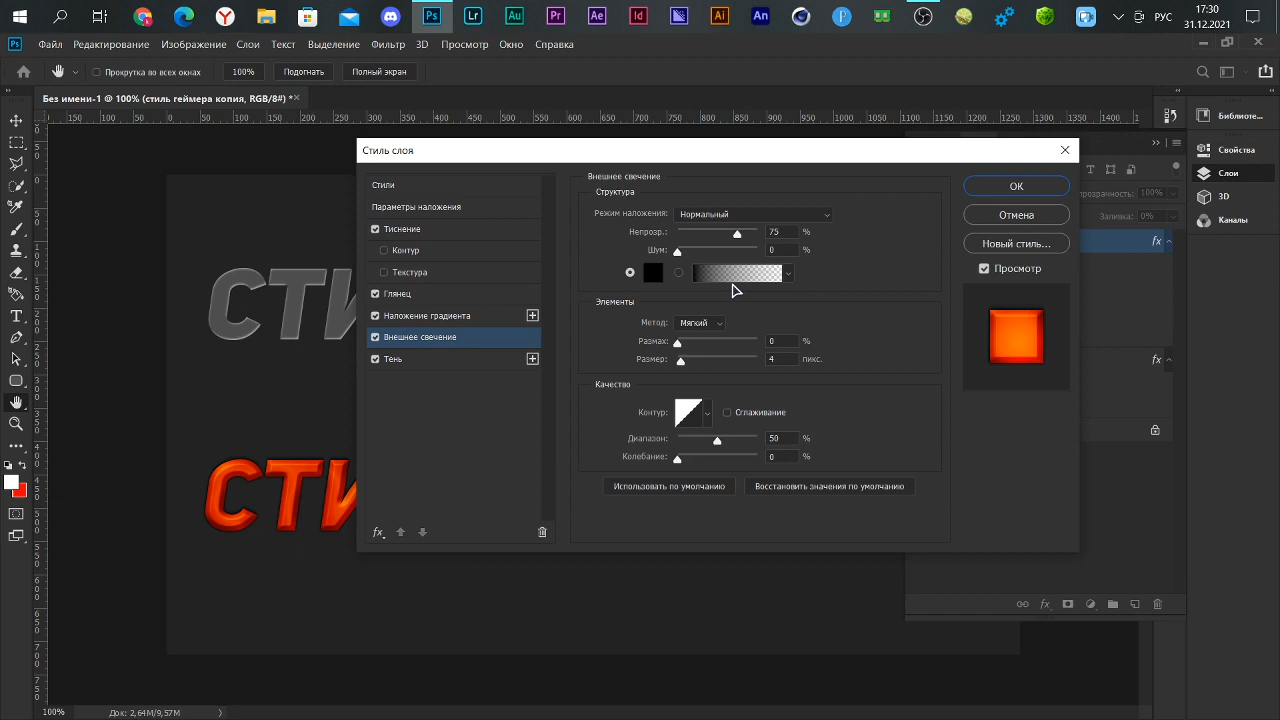 17:30
РУС
31.12.2021
Файл Редактирование Изображение Слои Текст Выделение Фильтр 3D Просмотр Окно Справка
Прокрутка во всех окнах 100% Подогнать Полный экран
Без имени-1 @ 100% (стиль геймера копия, RGB/8#) *
Библиоте...
Свойства
Слои
3D
Каналы
Непрозрачность: 100%
Заливка: 0%
fx
fx
Стиль слоя
Стили
Параметры наложения
Тиснение
Контур
Текстура
Глянец
Наложение градиента
Внешнее свечение
Тень
fx
Внешнее свечение
Структура
Режим наложения: Нормальный
Непрозр.: 75 %
Шум: 0 %
Элементы
Метод: Мягкий
Размах: 0 %
Размер: 4 пикс.
Качество
Контур: Сглаживание
Диапазон: 50 %
Колебание: 0 %
Использовать по умолчанию Восстановить значения по умолчанию
OK
Отмена
Новый стиль...
Просмотр
СТИ
СТИ
100% Док: 2,64M/9,57M